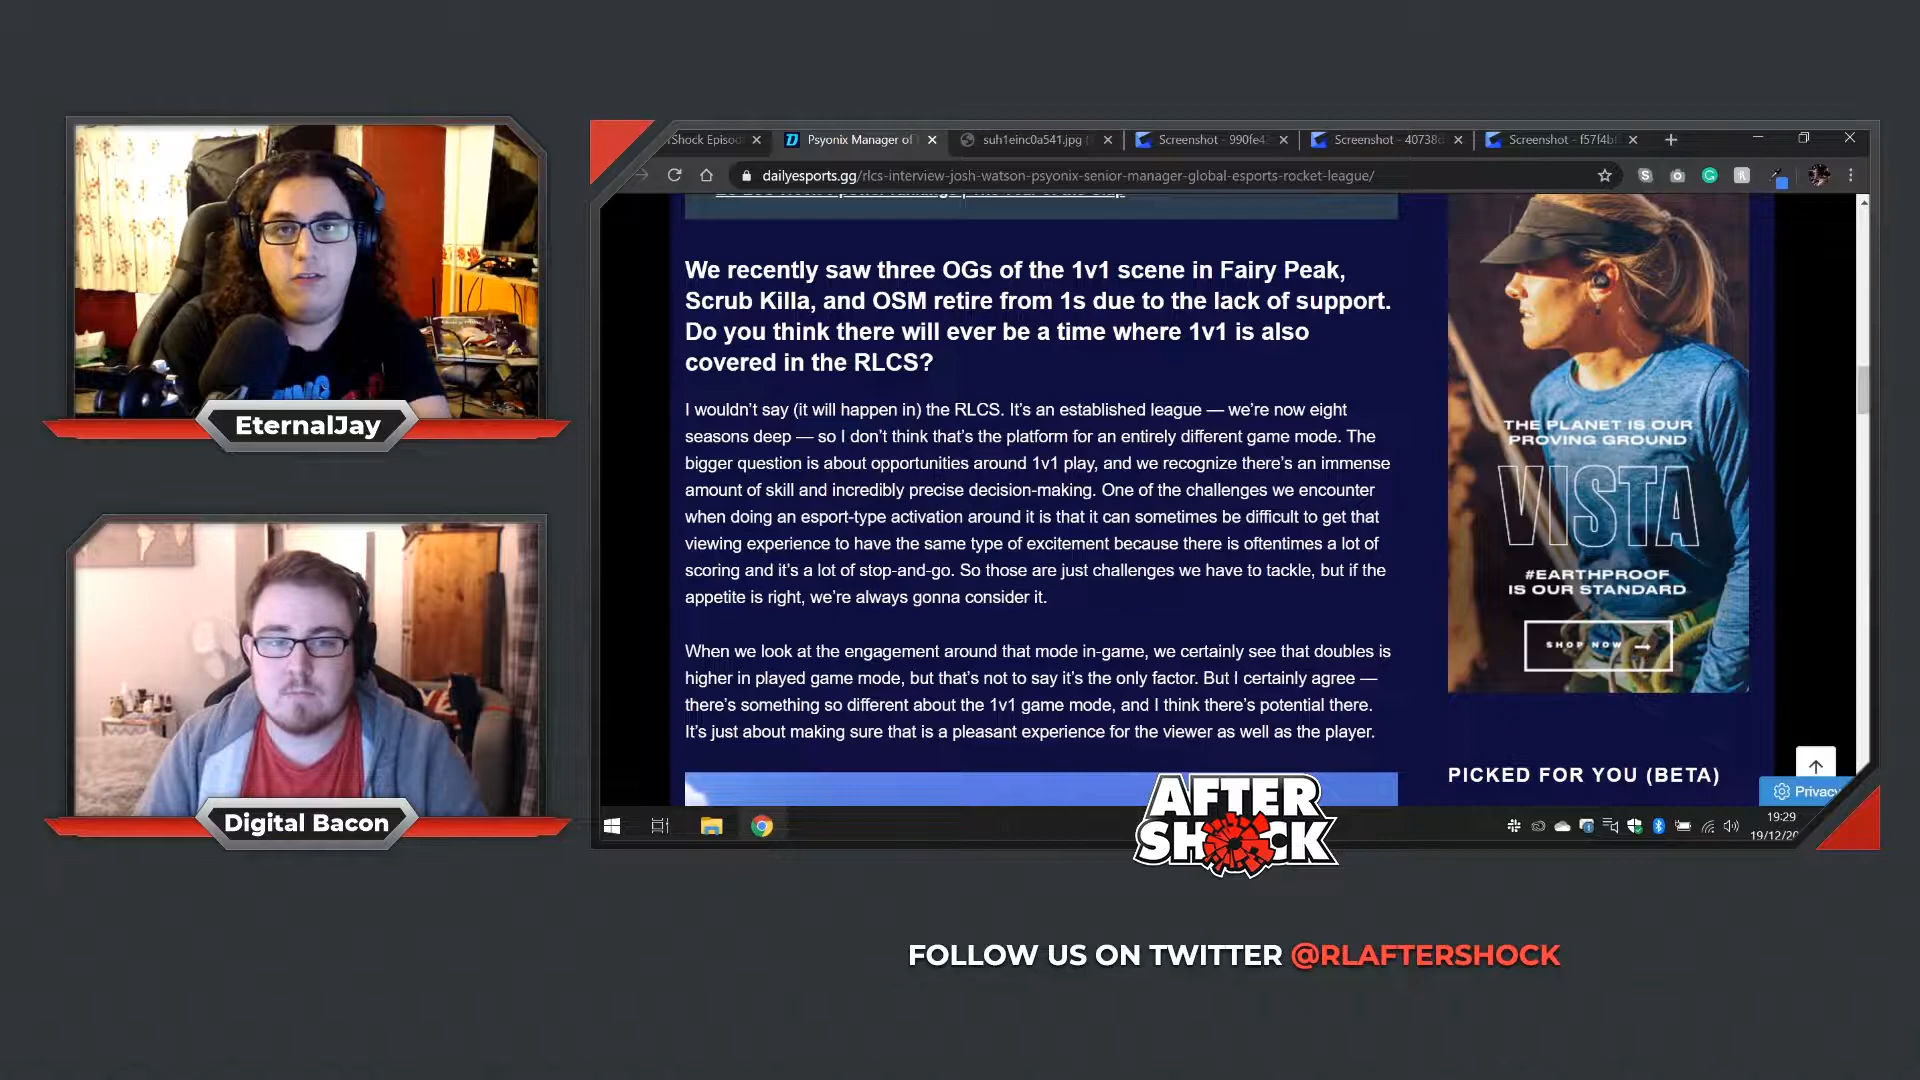 rShock Episod
Psyonix Manager of
suh1einc0a541.jpg
Screenshot - 990fe4
Screenshot - 40738
Screenshot - f57f4bf
dailyesports.gg/rlcs-interview-josh-watson-psyonix-senior-manager-global-esports-rocket-league/
We recently saw three OGs of the 1v1 scene in Fairy Peak,
Scrub Killa, and OSM retire from 1s due to the lack of support.
Do you think there will ever be a time where 1v1 is also
covered in the RLCS?
I wouldn't say (it will happen in) the RLCS. It's an established league — we're now eight
seasons deep — so I don't think that's the platform for an entirely different game mode. The
bigger question is about opportunities around 1v1 play, and we recognize there's an immense
amount of skill and incredibly precise decision-making. One of the challenges we encounter
when doing an esport-type activation around it is that it can sometimes be difficult to get that
viewing experience to have the same type of excitement because there is oftentimes a lot of
scoring and it's a lot of stop-and-go. So those are just challenges we have to tackle, but if the
appetite is right, we're always gonna consider it.
When we look at the engagement around that mode in-game, we certainly see that doubles is
higher in played game mode, but that's not to say it's the only factor. But I certainly agree —
there's something so different about the 1v1 game mode, and I think there's potential there.
It's just about making sure that is a pleasant experience for the viewer as well as the player.
THE PLANET IS OUR
PROVING GROUND
VISTA
#EARTHPROOF
IS OUR STANDARD
SHOP NOW
PICKED FOR YOU (BETA)
Privacy
19:29
19/12/20
EternalJay
Digital Bacon
AFTER
SHOCK
FOLLOW US ON TWITTER @RLAFTERSHOCK